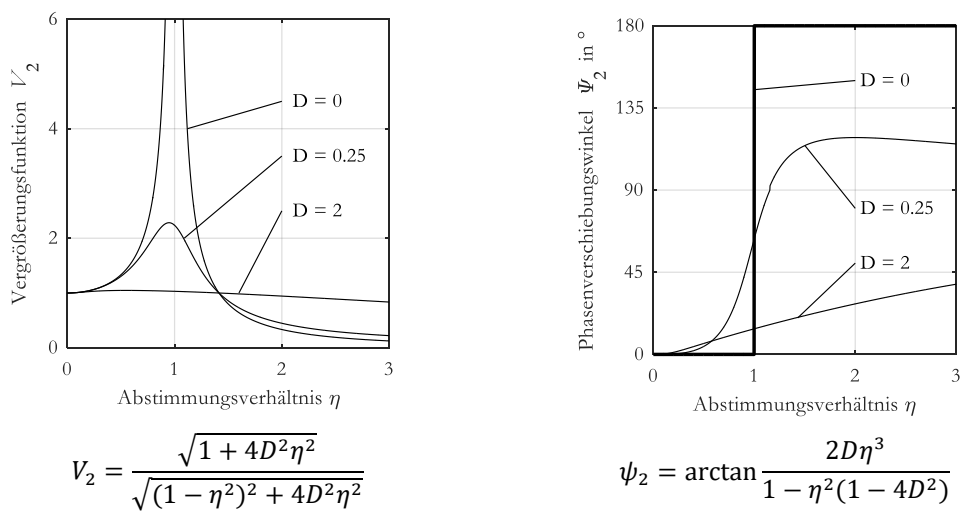 Vergrößerungsfunktion V₂
6
4
2
0
0 1 2 3
D = 0
D = 0.25
D = 2
Abstimmungsverhältnis η
V₂ = √(1 + 4D²η²) / √((1 − η²)² + 4D²η²)
Phasenverschiebungswinkel Ψ₂ in °
180
135
90
45
0
0 1 2 3
D = 0
D = 0.25
D = 2
Abstimmungsverhältnis η
ψ₂ = arctan 2Dη³ / (1 − η²(1 − 4D²))